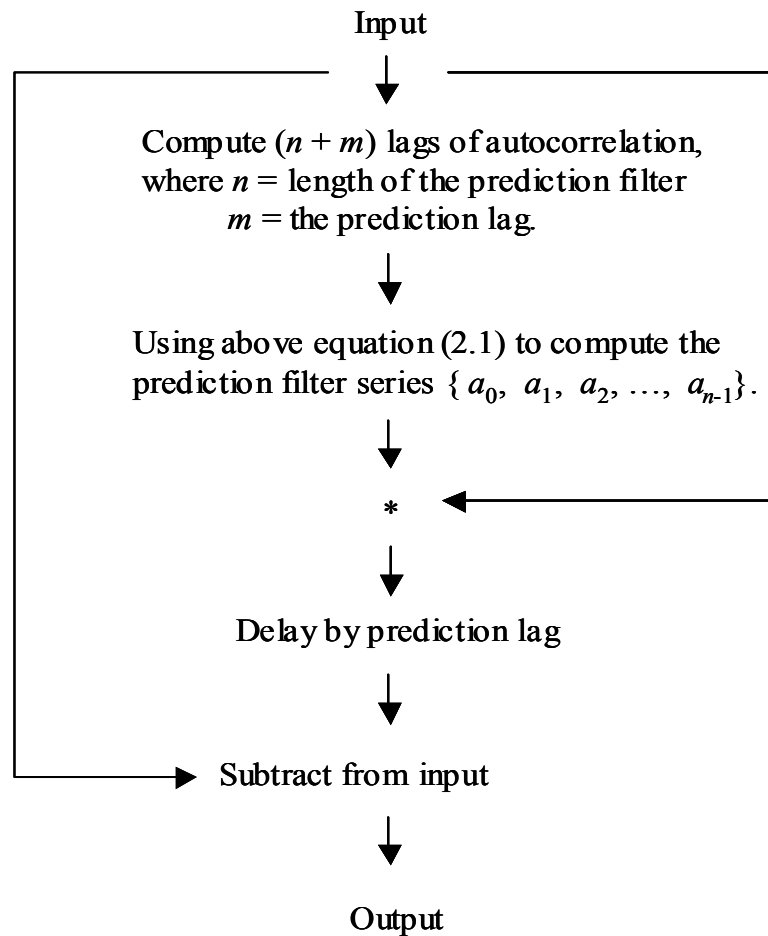 Input
Compute (n + m) lags of autocorrelation,
where n = length of the prediction filter
m = the prediction lag.
Using above equation (2.1) to compute the
prediction filter series { a₀, a₁, a₂, …, aₙ₋₁}.
*
Delay by prediction lag
Subtract from input
Output